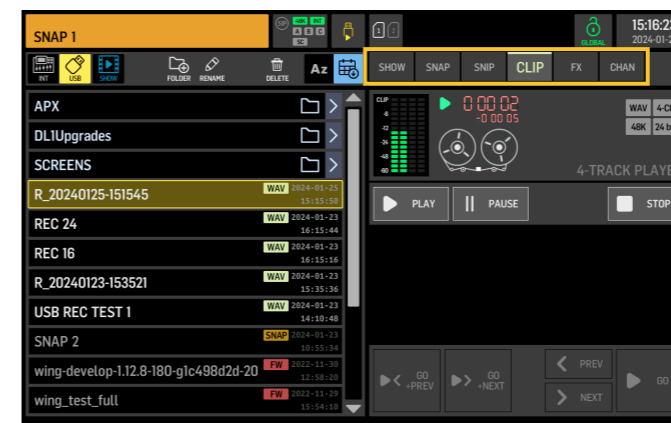 SNAP 1
SIP 48K INT
A B C
SC
1 2
GLOBAL
15:16:23
2024-01-2
INT USB SHOW FOLDER RENAME DELETE Az
SHOW SNAP SNIP CLIP FX CHAN
APX
DL1Upgrades
SCREENS
R_20240125-151545 WAV 2024-01-25
15:15:50
REC 24 WAV 2024-01-23
16:15:44
REC 16 WAV 2024-01-23
16:15:16
R_20240123-153521 WAV 2024-01-23
15:35:36
USB REC TEST 1 WAV 2024-01-23
14:10:48
SNAP 2 SNAP 2024-01-23
10:55:34
wing-develop-1.12.8-180-g1c498d2d-20 FW 2022-11-30
12:58:20
wing_test_full FW 2022-11-29
15:54:10
CLIP
-6
-12
-24
-48
-60
0 00 02
-0 00 05
WAV 4-CH
48K 24 b
4-TRACK PLAYE
PLAY PAUSE STOP
GO
+PREV
GO
+NEXT
PREV
NEXT
GO